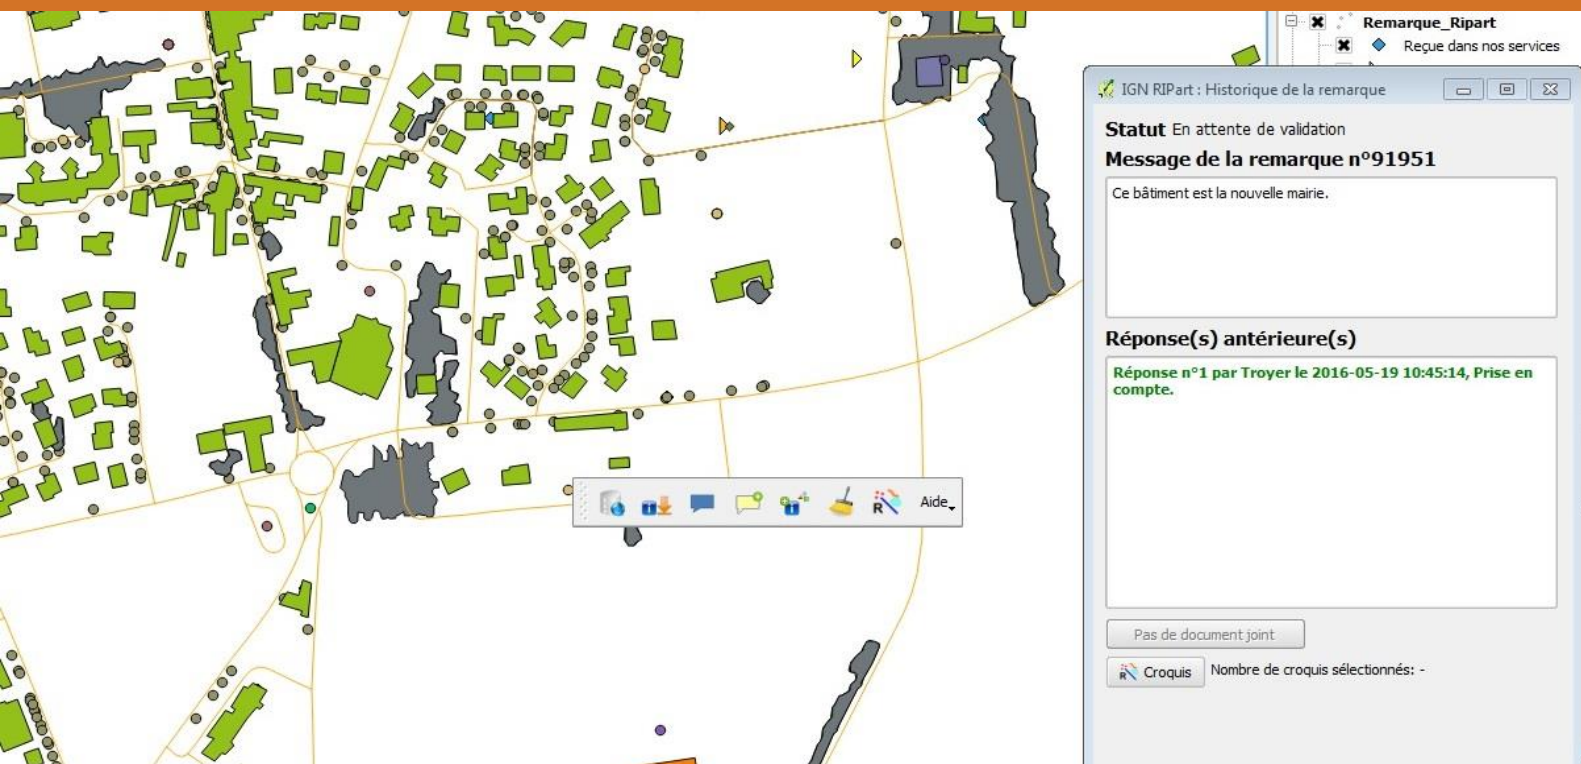 Remarque_Ripart
Reçue dans nos services
IGN RIPart : Historique de la remarque
Statut En attente de validation
Message de la remarque n°91951
Ce bâtiment est la nouvelle mairie.
Réponse(s) antérieure(s)
Réponse n°1 par Troyer le 2016-05-19 10:45:14, Prise en
compte.
Pas de document joint
R Croquis Nombre de croquis sélectionnés: -
R Aide